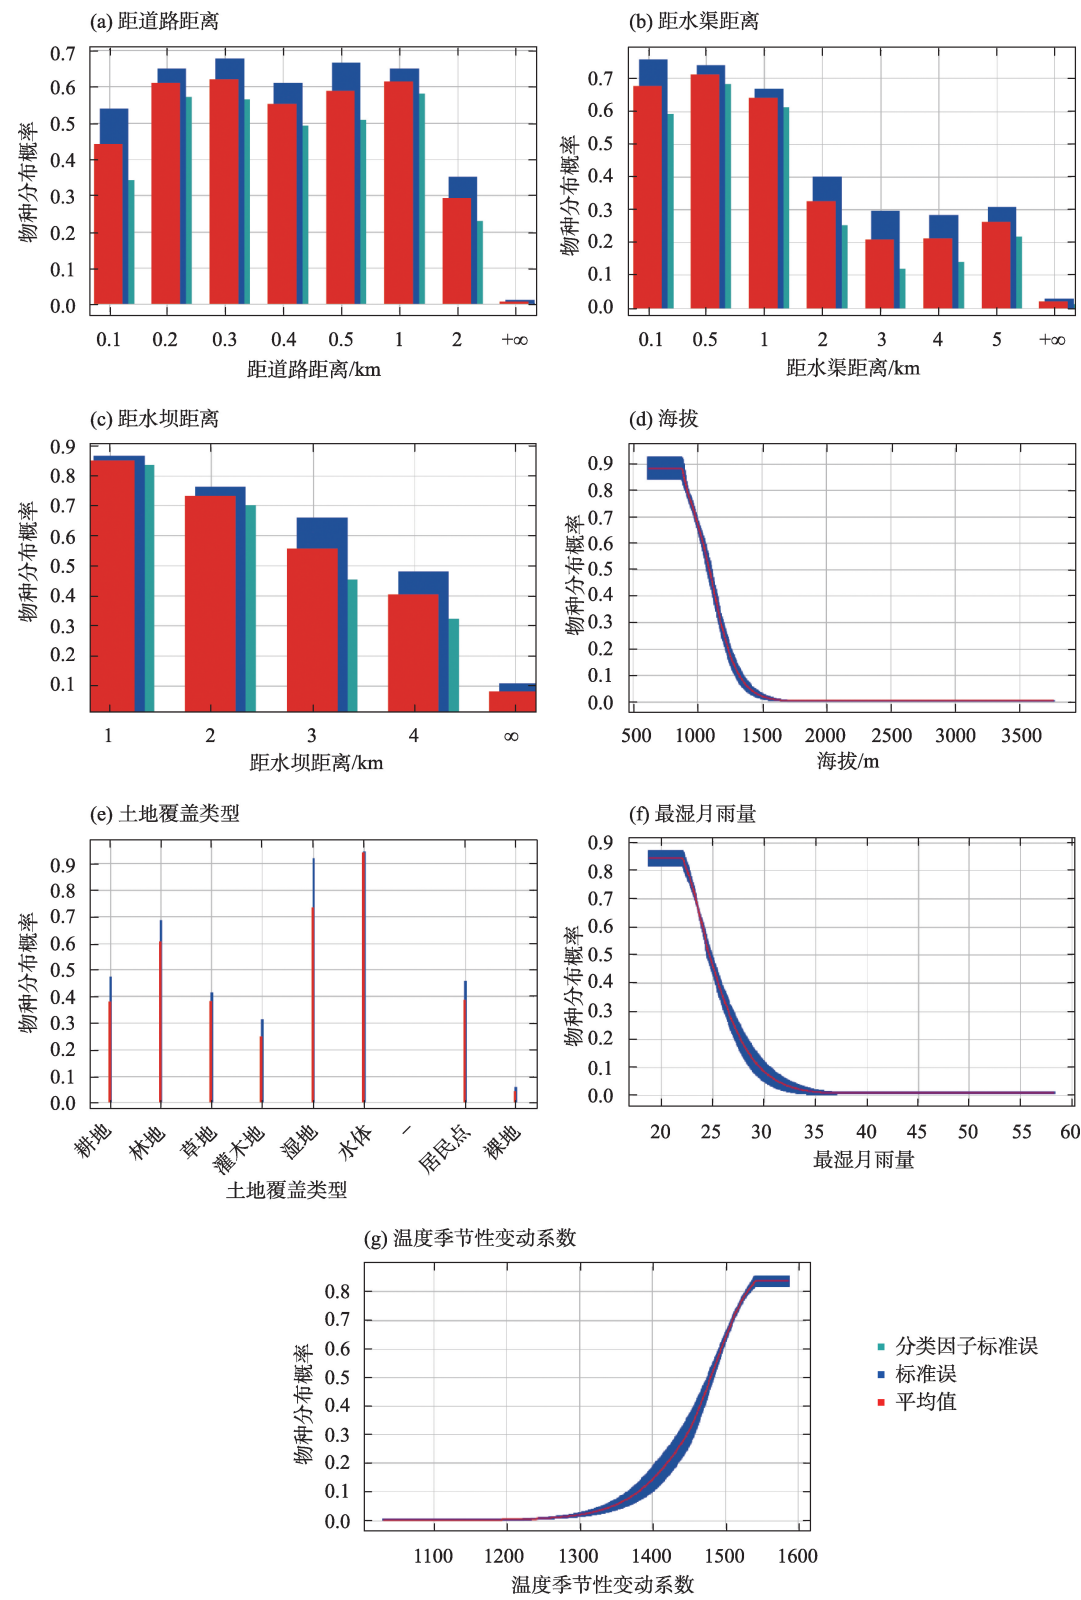 (a) 距道路距离
物种分布概率
0.7
0.6
0.5
0.4
0.3
0.2
0.1
0.0
0.1 0.2 0.3 0.4 0.5 1 2 +∞
距道路距离/km
(b) 距水渠距离
物种分布概率
0.7
0.6
0.5
0.4
0.3
0.2
0.1
0.0
0.1 0.5 1 2 3 4 5 +∞
距水渠距离/km
(c) 距水坝距离
物种分布概率
0.9
0.8
0.7
0.6
0.5
0.4
0.3
0.2
0.1
1 2 3 4 ∞
距水坝距离/km
(d) 海拔
物种分布概率
0.9
0.8
0.7
0.6
0.5
0.4
0.3
0.2
0.1
0.0
500 1000 1500 2000 2500 3000 3500
海拔/m
(e) 土地覆盖类型
物种分布概率
0.9
0.8
0.7
0.6
0.5
0.4
0.3
0.2
0.1
0.0
耕地 林地 草地 灌木地 湿地 水体 – 居民点 裸地
土地覆盖类型
(f) 最湿月雨量
物种分布概率
0.9
0.8
0.7
0.6
0.5
0.4
0.3
0.2
0.1
0.0
20 25 30 35 40 45 50 55 60
最湿月雨量
(g) 温度季节性变动系数
物种分布概率
0.8
0.7
0.6
0.5
0.4
0.3
0.2
0.1
0.0
1100 1200 1300 1400 1500 1600
温度季节性变动系数
分类因子标准误
标准误
平均值